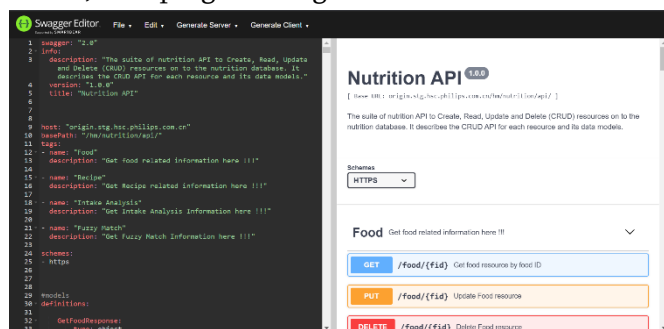 Swagger Editor.
File
Edit
Generate Server
Generate Client
1 swagger: "2.0"
2 info:
3 description: "The suite of nutrition API to Create, Read, Update
and Delete (CRUD) resources on to the nutrition database. It
describes the CRUD API for each resource and its data models."
4 version: "1.0.0"
5 title: "Nutrition API"
6
7
8
9 host: "origin.stg.hsc.philips.com.cn"
10 basePath: "/hm/nutrition/api/"
11 tags:
12 - name: "Food"
13 description: "Get food related information here !!!"
14
15 - name: "Recipe"
16 description: "Get Recipe related information here !!!"
17
18 - name: "Intake Analysis"
19 description: "Get Intake Analysis Information here !!!"
20
21 - name: "Fuzzy Match"
22 description: "Get Fuzzy Match Information here !!!"
23
24 schemes:
25 - https
26
27
28
29 #models
30 definitions:
31
32 GetFoodResponse:
Nutrition API 1.0.0
[ Base URL: origin.stg.hsc.philips.com.cn/hm/nutrition/api/ ]
The suite of nutrition API to Create, Read, Update and Delete (CRUD) resources on to the
nutrition database. It describes the CRUD API for each resource and its data models.
Schemes
HTTPS
Food Get food related information here !!!
GET /food/{fid} Get food resource by food ID
PUT /food/{fid} Update Food resource
DELETE /food/{fid} Delete Food resource